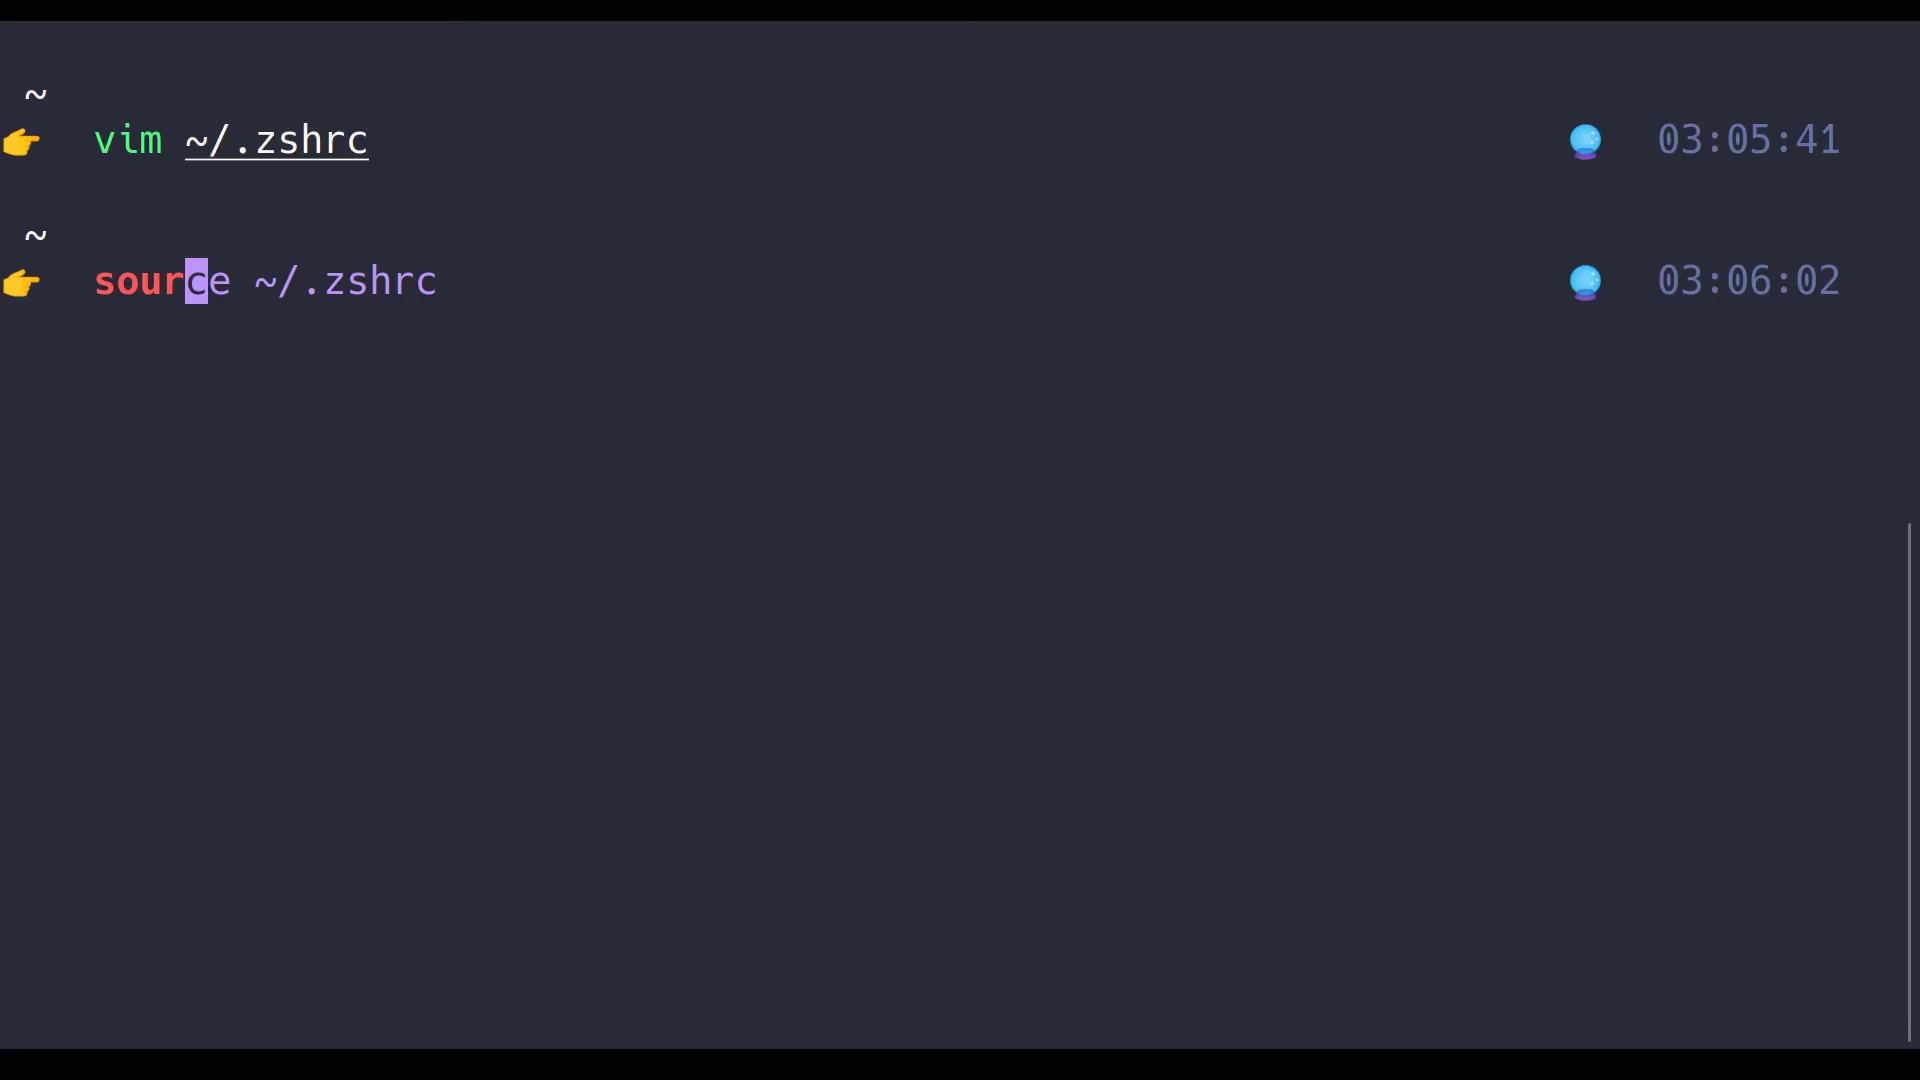 ~
👉 vim ~/.zshrc 🔮 03:05:41
~
👉 source ~/.zshrc 🔮 03:06:02